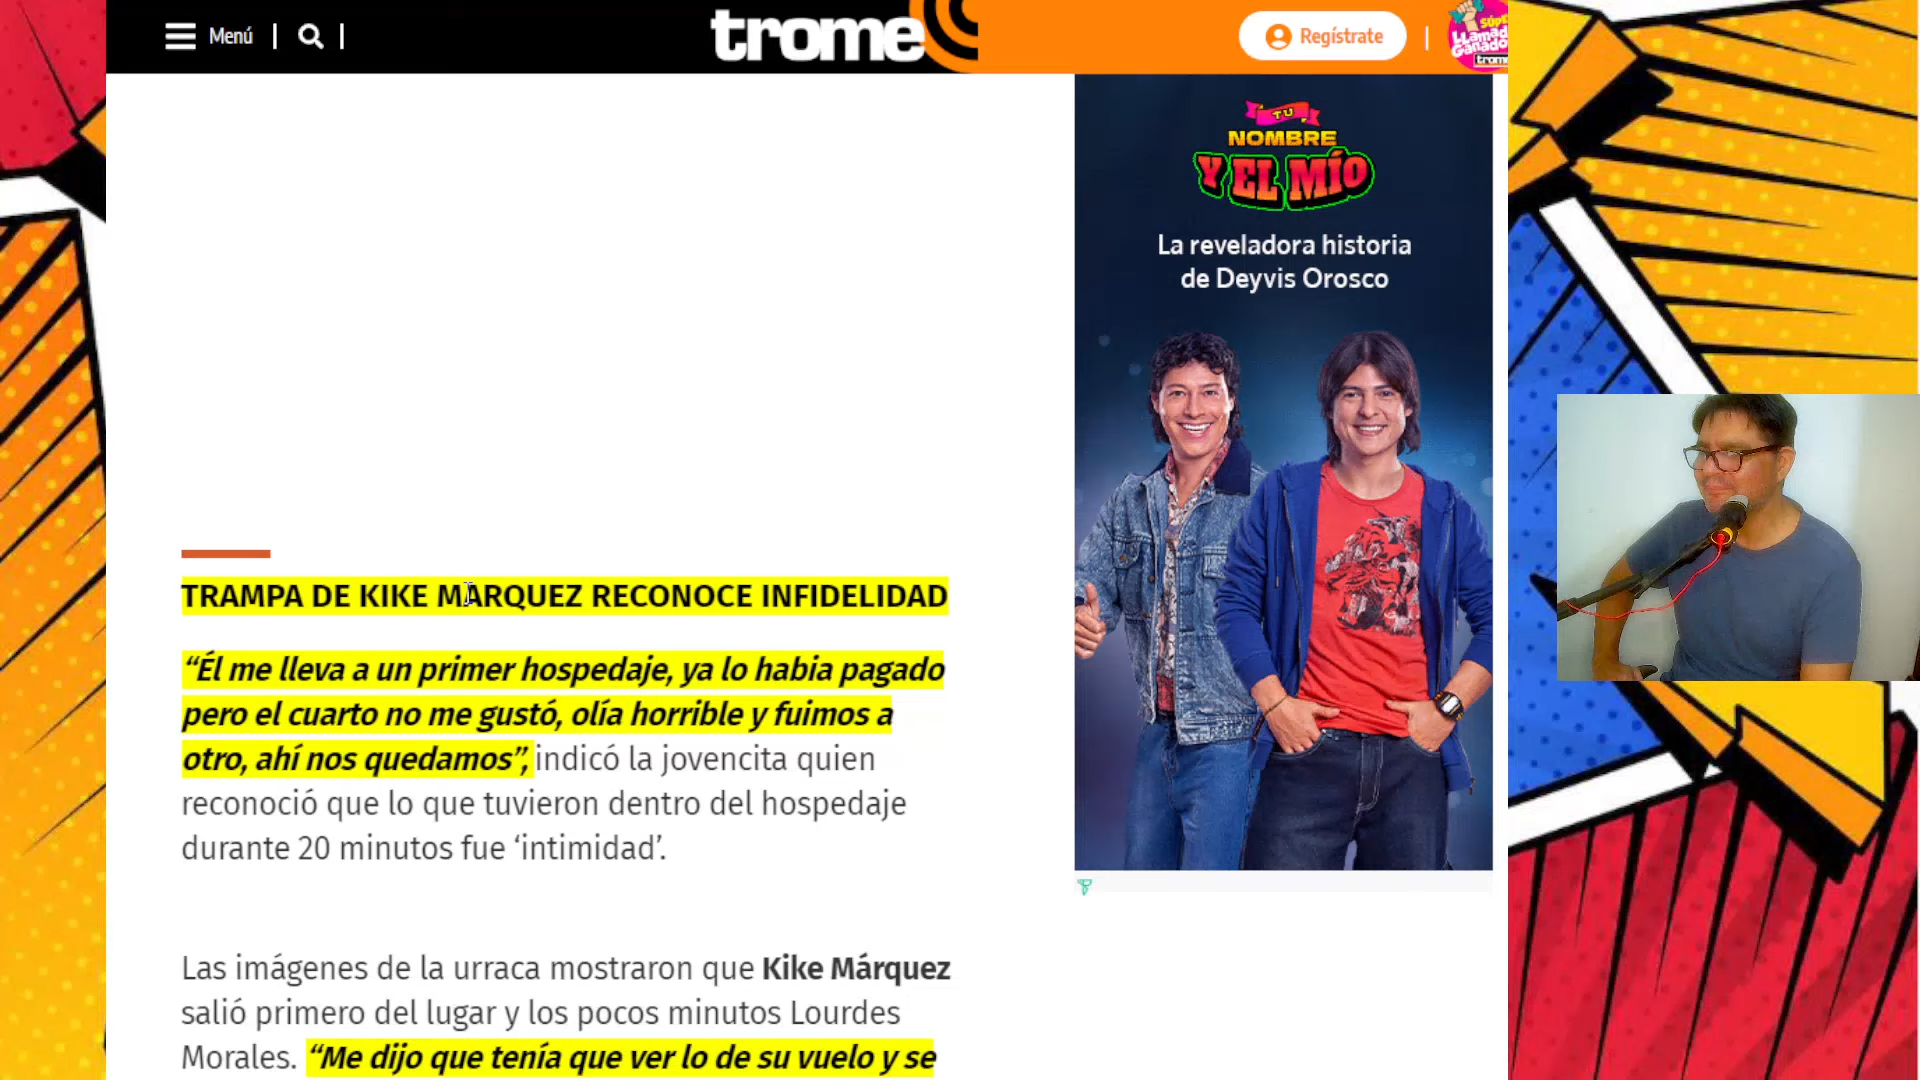 Menú
trome
Regístrate
SÚP
LLamad
Ganado
trom
TU
NOMBRE
Y EL MÍO
La reveladora historia
de Deyvis Orosco
TRAMPA DE KIKE MÁRQUEZ RECONOCE INFIDELIDAD
“Él me lleva a un primer hospedaje, ya lo habia pagado
pero el cuarto no me gustó, olía horrible y fuimos a
otro, ahí nos quedamos”, indicó la jovencita quien
reconoció que lo que tuvieron dentro del hospedaje
durante 20 minutos fue ‘intimidad’.
Las imágenes de la urraca mostraron que Kike Márquez
salió primero del lugar y los pocos minutos Lourdes
Morales. “Me dijo que tenía que ver lo de su vuelo y se